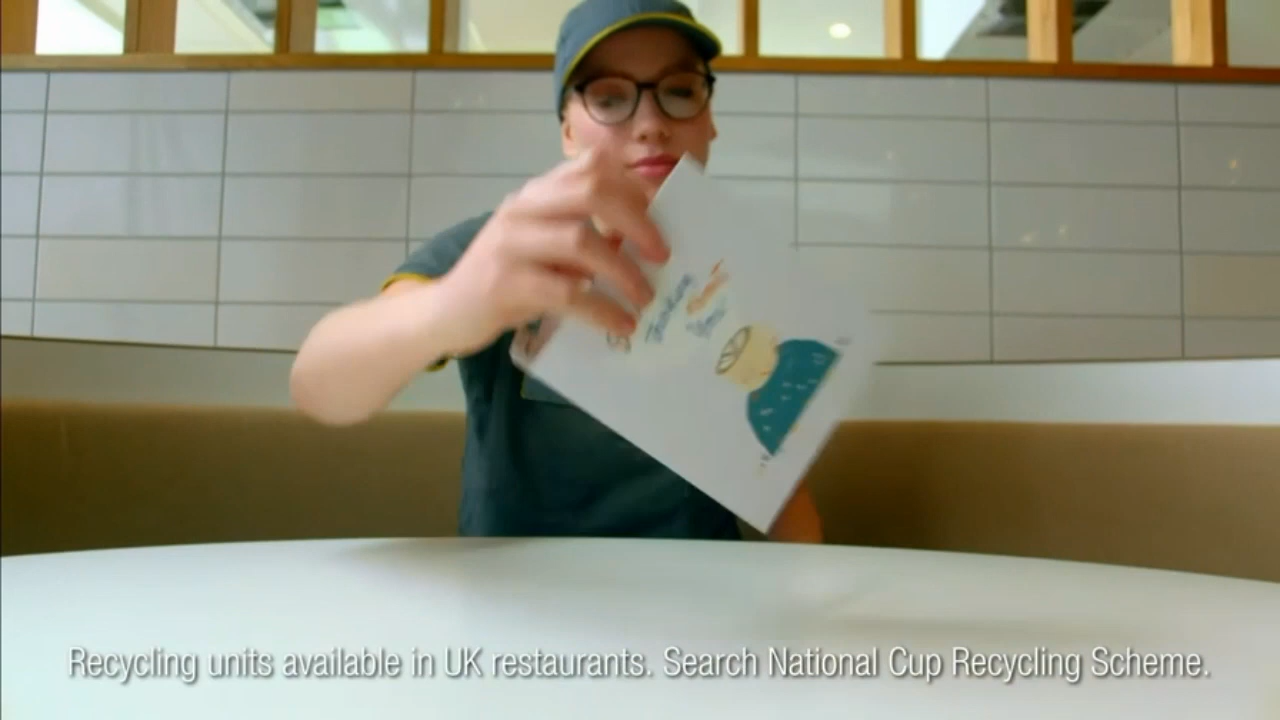 Recycling units available in UK restaurants. Search National Cup Recycling Scheme.